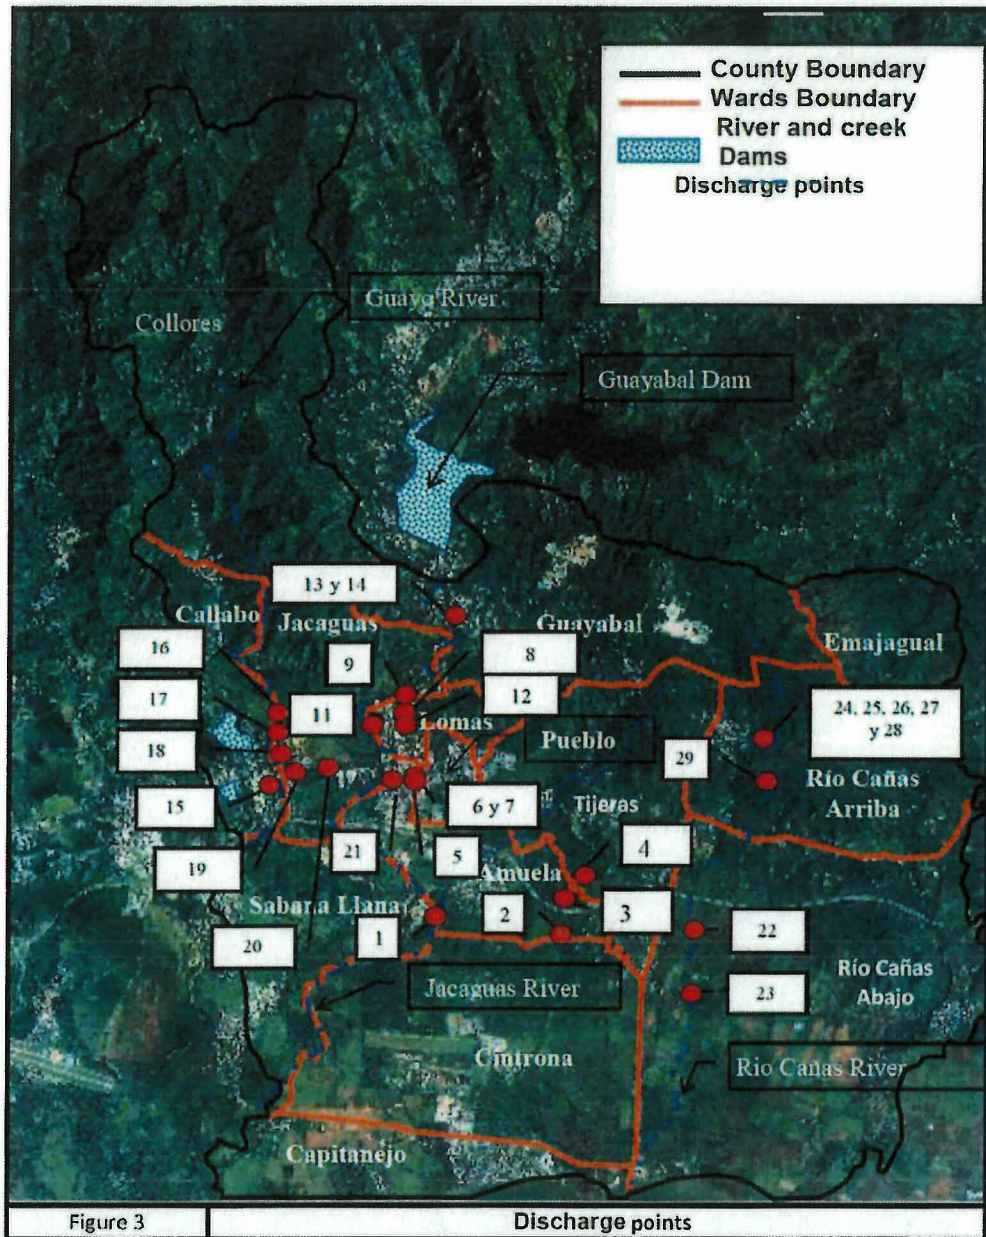 County Boundary
Wards Boundary
River and creek
Dams
Discharge points
Guayo River
Collores
Guayabal Dam
13 y 14
Callabo
Jacaguas
Guayabal
Emajagual
16
9
8
17
11
12
Lomas
24, 25, 26, 27
y 28
Pueblo
18
29
15
6 y 7
Tijeras
Río Cañas
Arriba
19
21
5
4
Amuela
Sabana Llana
2
3
20
1
22
Río Cañas
Abajo
Jacaguas River
23
Cintrona
Río Cañas River
Capitanejo
Figure 3
Discharge points